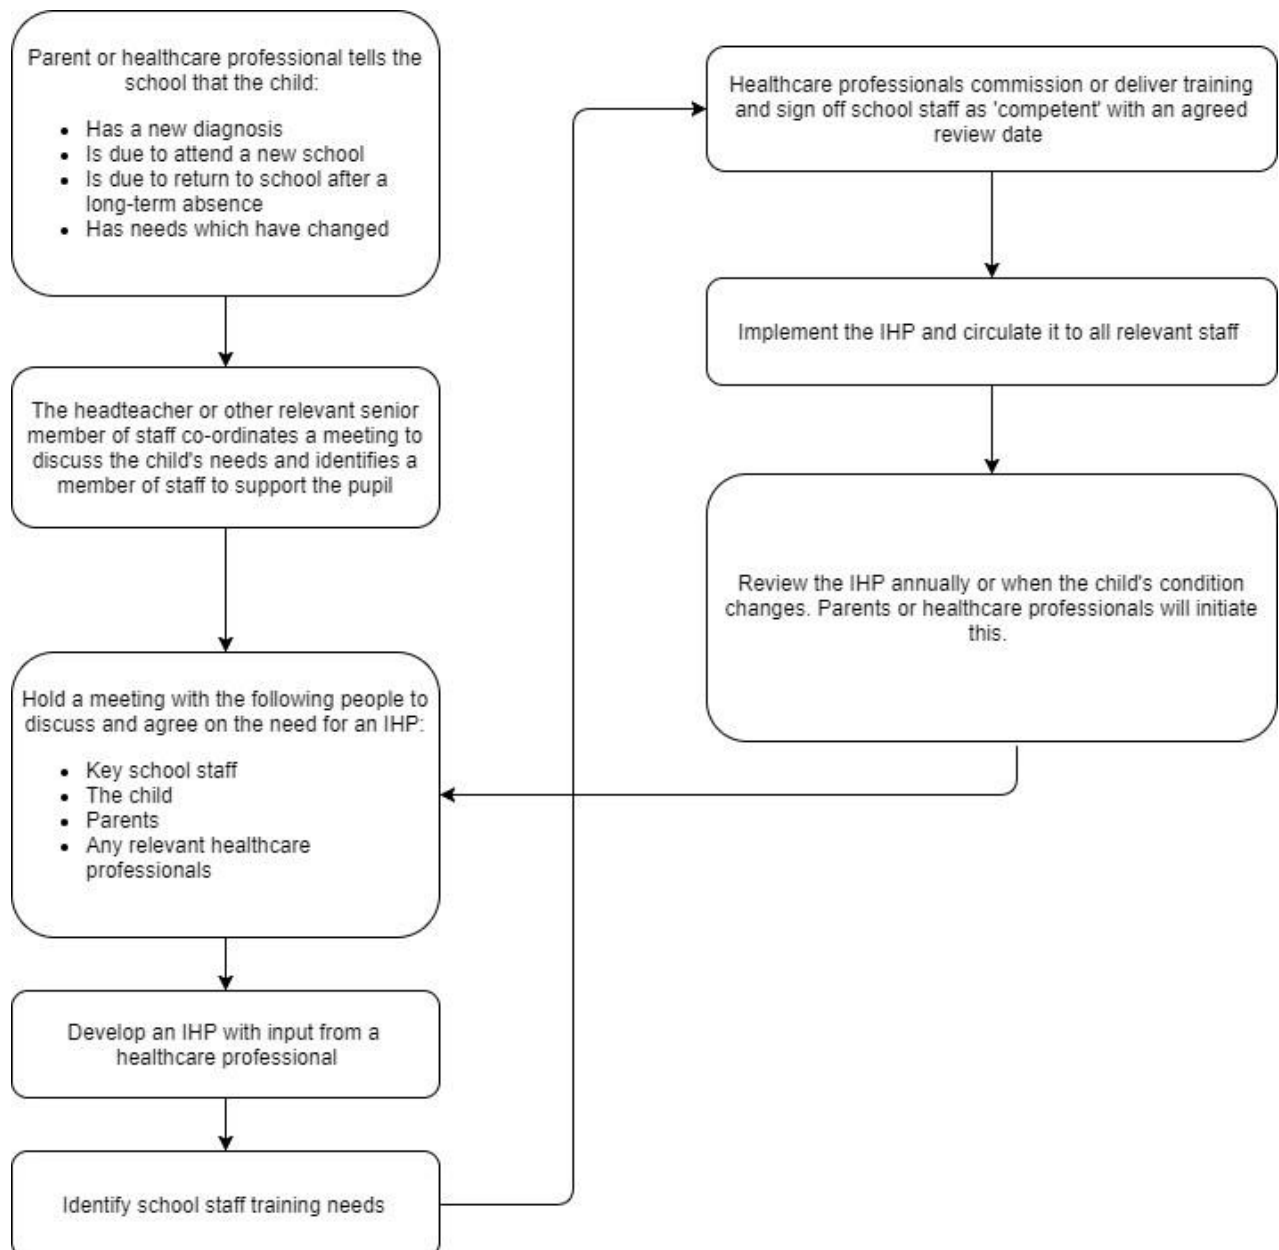 Parent or healthcare professional tells the
school that the child:
• Has a new diagnosis
• Is due to attend a new school
• Is due to return to school after a
long-term absence
• Has needs which have changed
The headteacher or other relevant senior
member of staff co-ordinates a meeting to
discuss the child's needs and identifies a
member of staff to support the pupil
Hold a meeting with the following people to
discuss and agree on the need for an IHP:
• Key school staff
• The child
• Parents
• Any relevant healthcare
professionals
Develop an IHP with input from a
healthcare professional
Identify school staff training needs
Healthcare professionals commission or deliver training
and sign off school staff as 'competent' with an agreed
review date
Implement the IHP and circulate it to all relevant staff
Review the IHP annually or when the child's condition
changes. Parents or healthcare professionals will initiate
this.